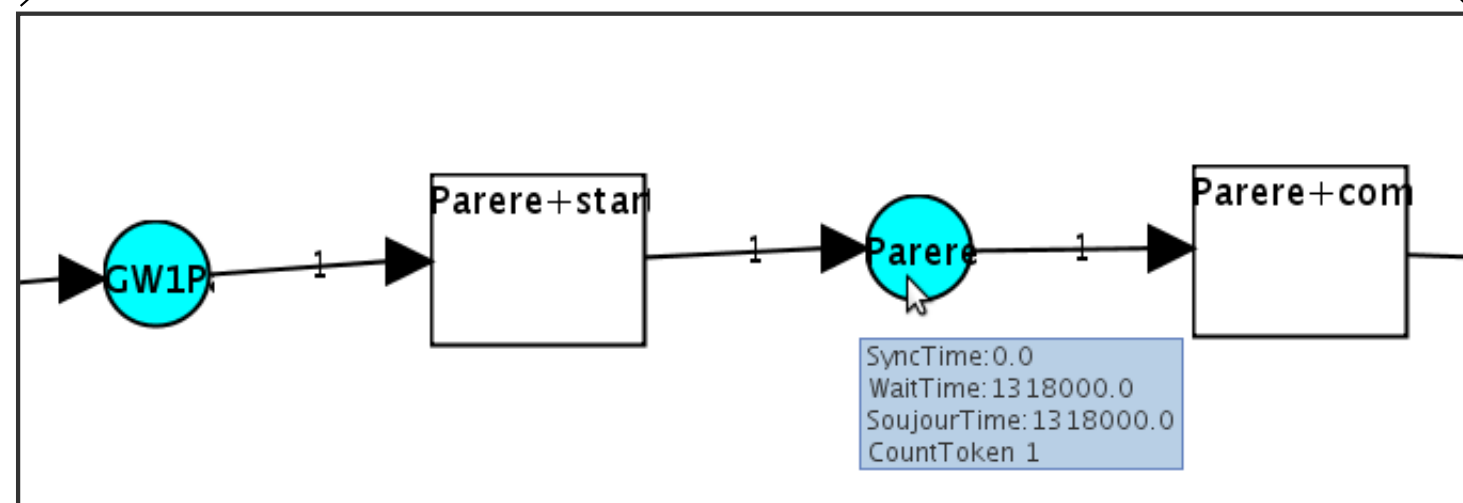 GW1P
1
Parere+start
1
Parere
1
Parere+com
SyncTime:0.0
WaitTime:1318000.0
SoujourTime:1318000.0
CountToken 1